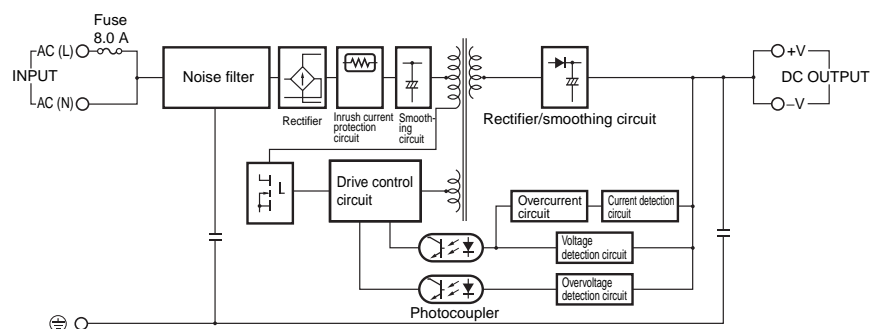 Fuse
8.0 A
AC (L)
INPUT
AC (N)
Noise filter
Rectifier
Inrush current
protection
circuit
Smooth-
ing
circuit
Rectifier/smoothing circuit
+V
DC OUTPUT
–V
Drive control
circuit
Overcurrent
circuit
Current detection
circuit
Voltage
detection circuit
Overvoltage
detection circuit
Photocoupler